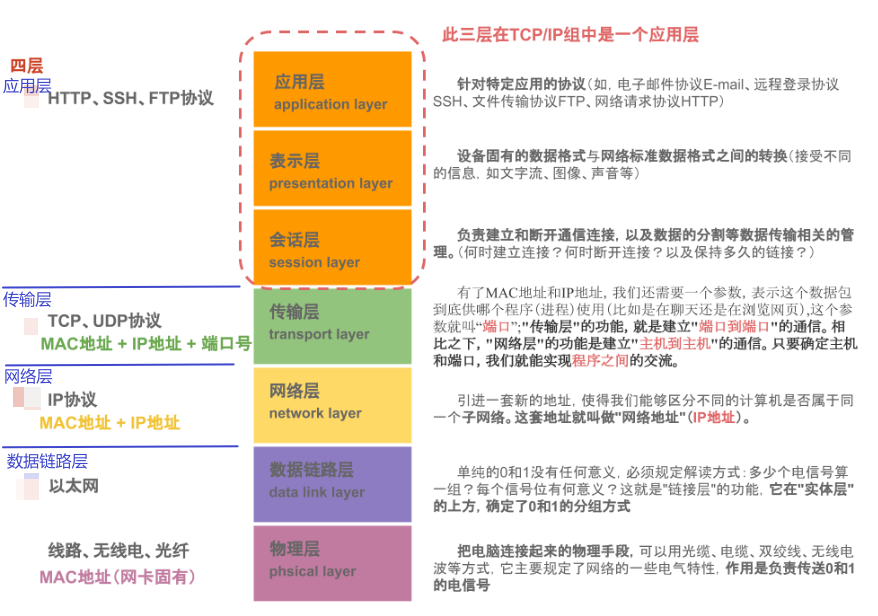 此三层在TCP/IP组中是一个应用层
四层
应用层
HTTP、SSH、FTP协议
应用层
application layer
针对特定应用的协议(如, 电子邮件协议E-mail、远程登录协议
SSH、文件传输协议FTP、网络请求协议HTTP)
表示层
presentation layer
设备固有的数据格式与网络标准数据格式之间的转换(接受不同
的信息, 如文字流、图像、声音等)
会话层
session layer
负责建立和断开通信连接, 以及数据的分割等数据传输相关的管
理。(何时建立连接？何时断开连接？以及保持多久的链接？)
传输层
TCP、UDP协议
MAC地址 + IP地址 + 端口号
传输层
transport layer
有了MAC地址和IP地址, 我们还需要一个参数, 表示这个数据包
到底供哪个程序(进程)使用(比如是在聊天还是在浏览网页),这个参
数就叫“端口”;"传输层"的功能, 就是建立"端口到端口"的通信。相
比之下, "网络层"的功能是建立"主机到主机"的通信。只要确定主机
和端口, 我们就能实现程序之间的交流。
网络层
IP协议
MAC地址 + IP地址
网络层
network layer
引进一套新的地址, 使得我们能够区分不同的计算机是否属于同
一个子网络。这套地址就叫做"网络地址"(IP地址)。
数据链路层
以太网
数据链路层
data link layer
单纯的0和1没有任何意义, 必须规定解读方式：多少个电信号算
一组？每个信号位有何意义？这就是"链接层"的功能, 它在"实体层"
的上方, 确定了0和1的分组方式
线路、无线电、光纤
MAC地址(网卡固有)
物理层
phsical layer
把电脑连接起来的物理手段, 可以用光缆、电缆、双绞线、无线电
波等方式, 它主要规定了网络的一些电气特性, 作用是负责传送0和1
的电信号